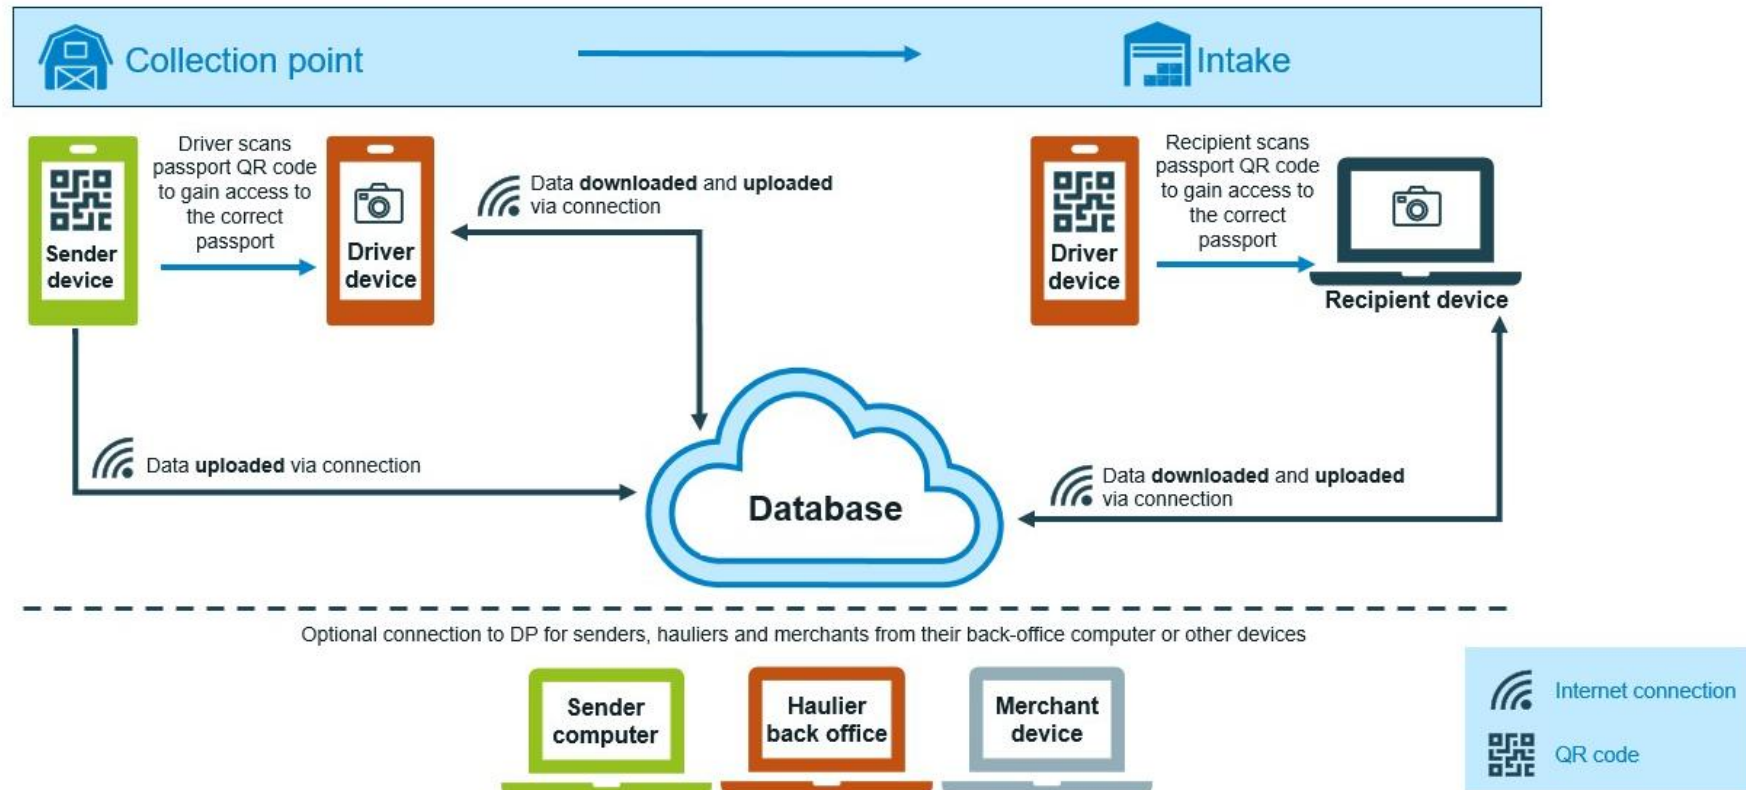 Collection point
Intake
Driver scans
passport QR code
to gain access to
the correct
passport
Sender
device
Driver
device
Data downloaded and uploaded
via connection
Recipient scans
passport QR code
to gain access to
the correct
passport
Driver
device
Recipient device
Data uploaded via connection
Database
Data downloaded and uploaded
via connection
Optional connection to DP for senders, hauliers and merchants from their back-office computer or other devices
Sender
computer
Haulier
back office
Merchant
device
Internet connection
QR code